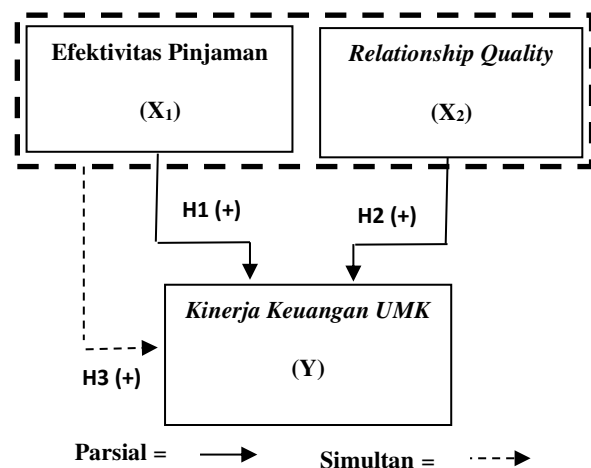 Efektivitas Pinjaman
(X₁)
Relationship Quality
(X₂)
H1 (+)
H2 (+)
Kinerja Keuangan UMK
(Y)
H3 (+)
Parsial =
Simultan =